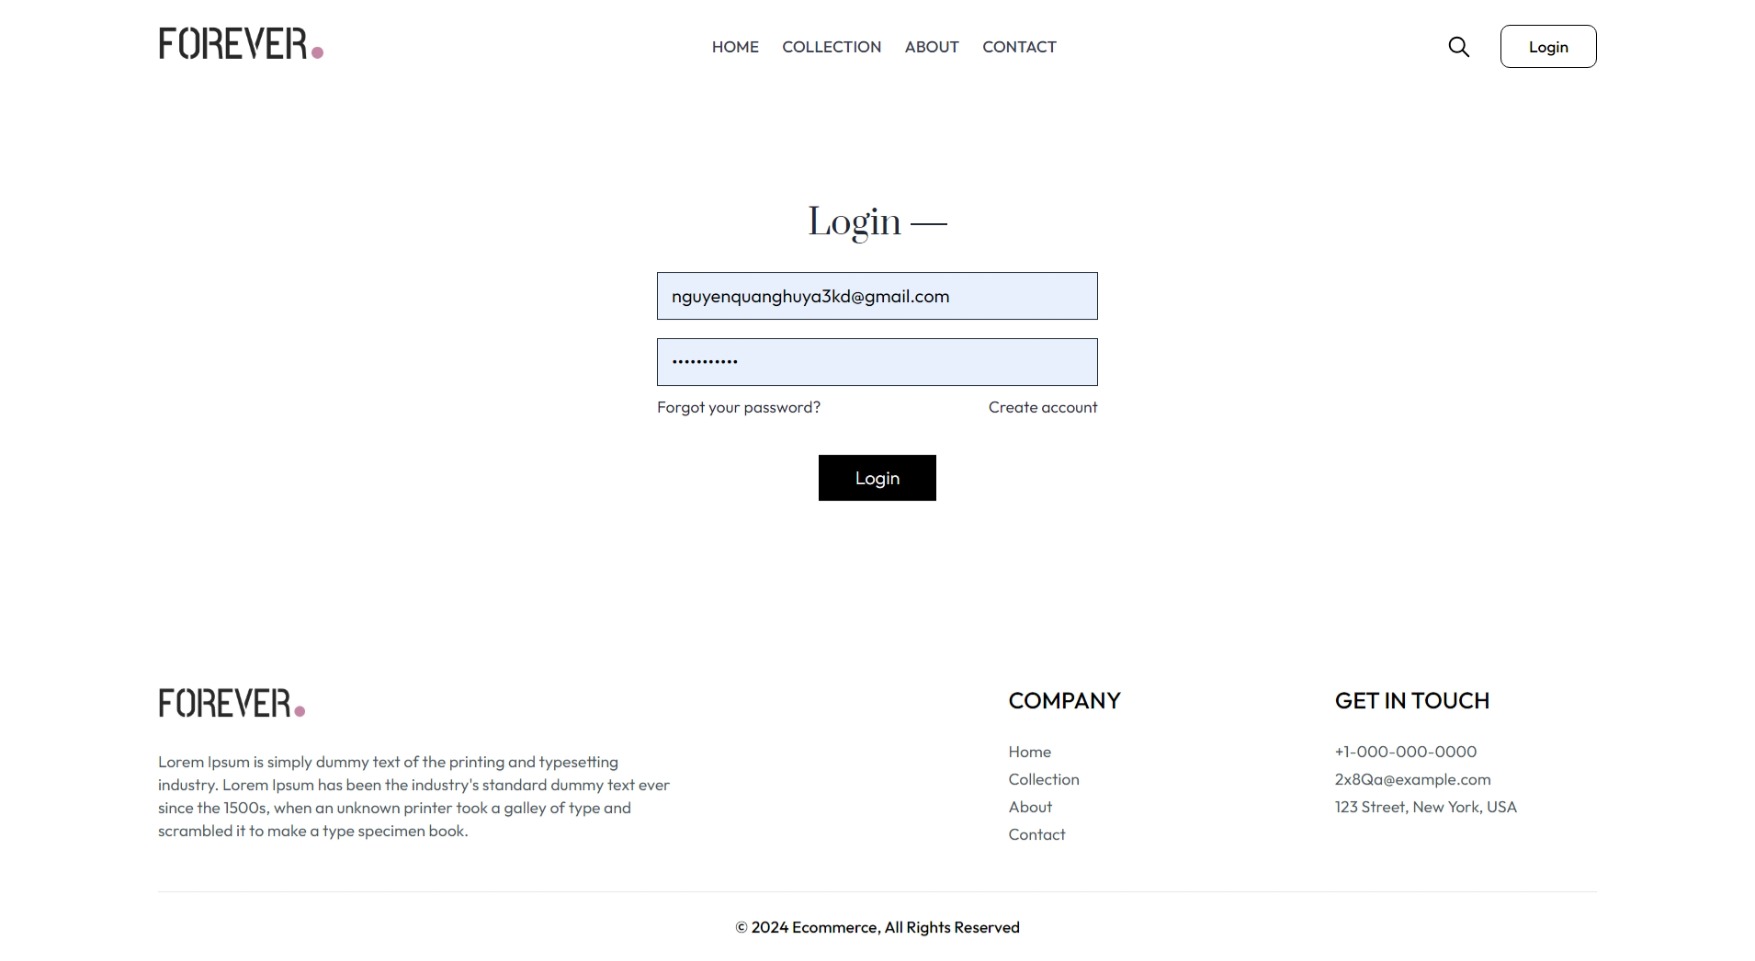 FOREVER.
HOME COLLECTION ABOUT CONTACT
Login
Login —
nguyenquanghuya3kd@gmail.com
•••••••••••
Forgot your password? Create account
Login
FOREVER.
Lorem Ipsum is simply dummy text of the printing and typesetting
industry. Lorem Ipsum has been the industry's standard dummy text ever
since the 1500s, when an unknown printer took a galley of type and
scrambled it to make a type specimen book.
COMPANY
Home
Collection
About
Contact
GET IN TOUCH
+1-000-000-0000
2x8Qa@example.com
123 Street, New York, USA
© 2024 Ecommerce, All Rights Reserved